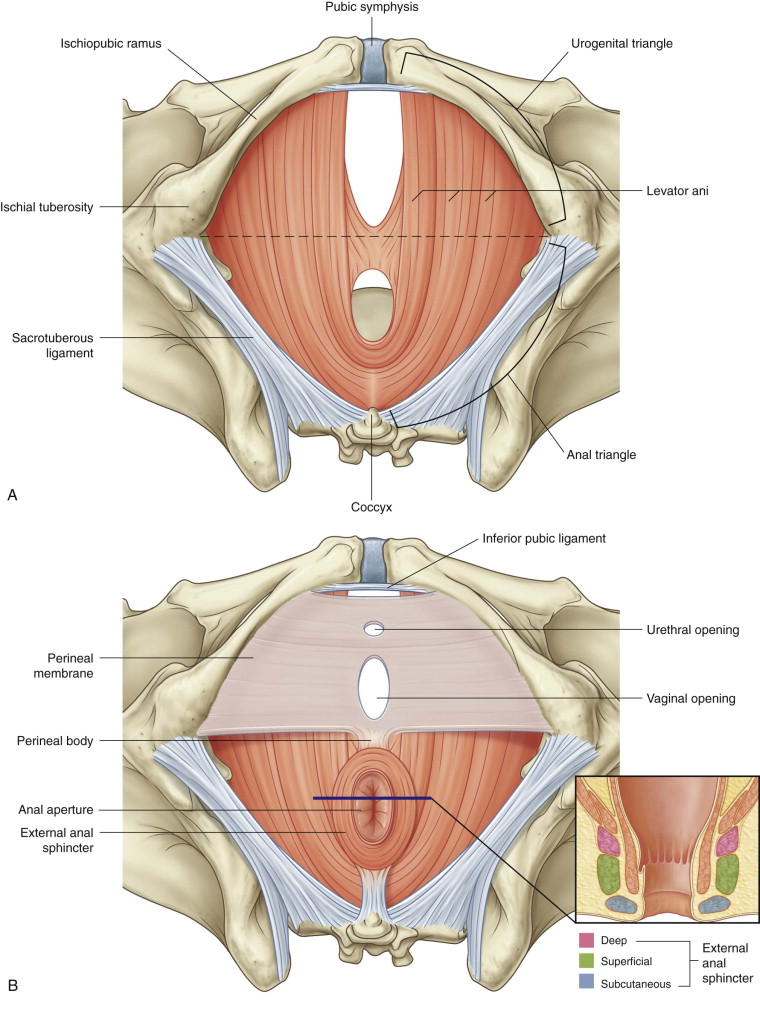 Pubic symphysis
Ischiopubic ramus
Urogenital triangle
Levator ani
Ischial tuberosity
Sacrotuberous
ligament
Anal triangle
A
Coccyx
Inferior pubic ligament
Urethral opening
Perineal
membrane
Vaginal opening
Perineal body
Anal aperture
External anal
sphincter
Deep
Superficial
Subcutaneous
External
anal
sphincter
B